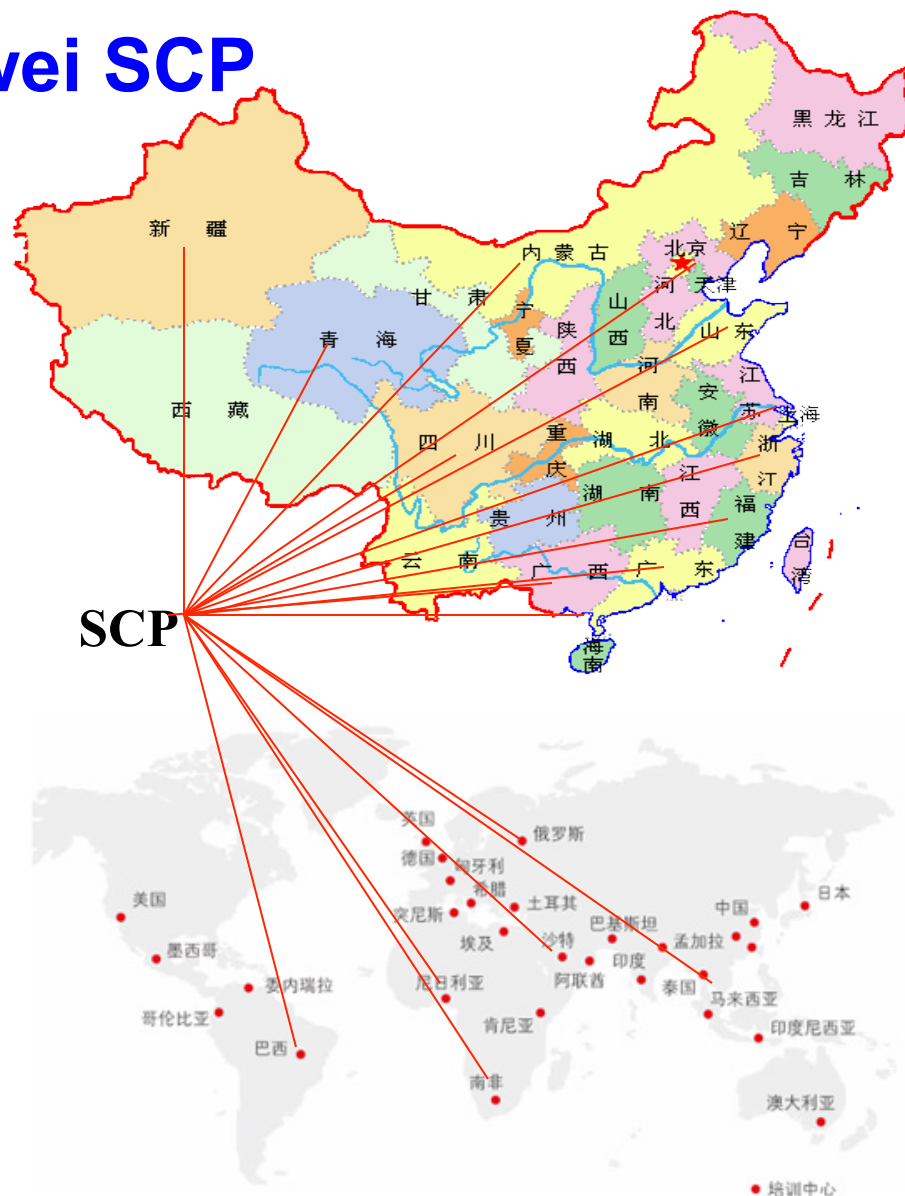 wei SCP
黑龙江
吉林
辽宁
新疆
内蒙古
北京
天津
甘肃
宁夏
山西
河北
山东
青海
陕西
河南
江苏
安徽
上海
西藏
四川
重庆
湖北
浙江
湖南
江西
贵州
福建
云南
广西
广东
台湾
海南
SCP
英国
俄罗斯
德国
匈牙利
希腊
美国
突尼斯
土耳其
日本
中国
埃及
沙特
巴基斯坦
孟加拉
墨西哥
印度
阿联酋
委内瑞拉
尼日利亚
泰国
马来西亚
哥伦比亚
肯尼亚
印度尼西亚
巴西
南非
澳大利亚
培训中心